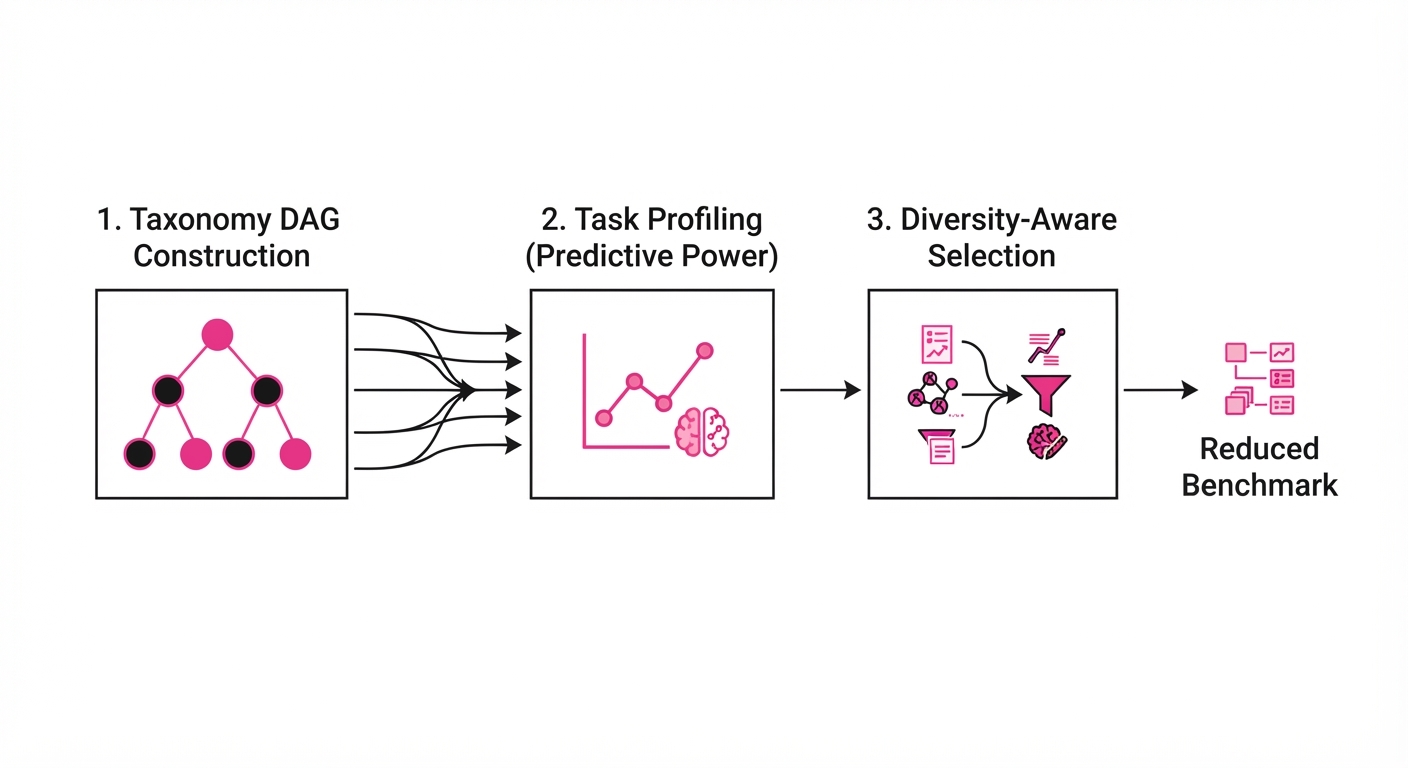 1. Taxonomy DAG
Construction
2. Task Profiling
(Predictive Power)
3. Diversity-Aware
Selection
Reduced
Benchmark